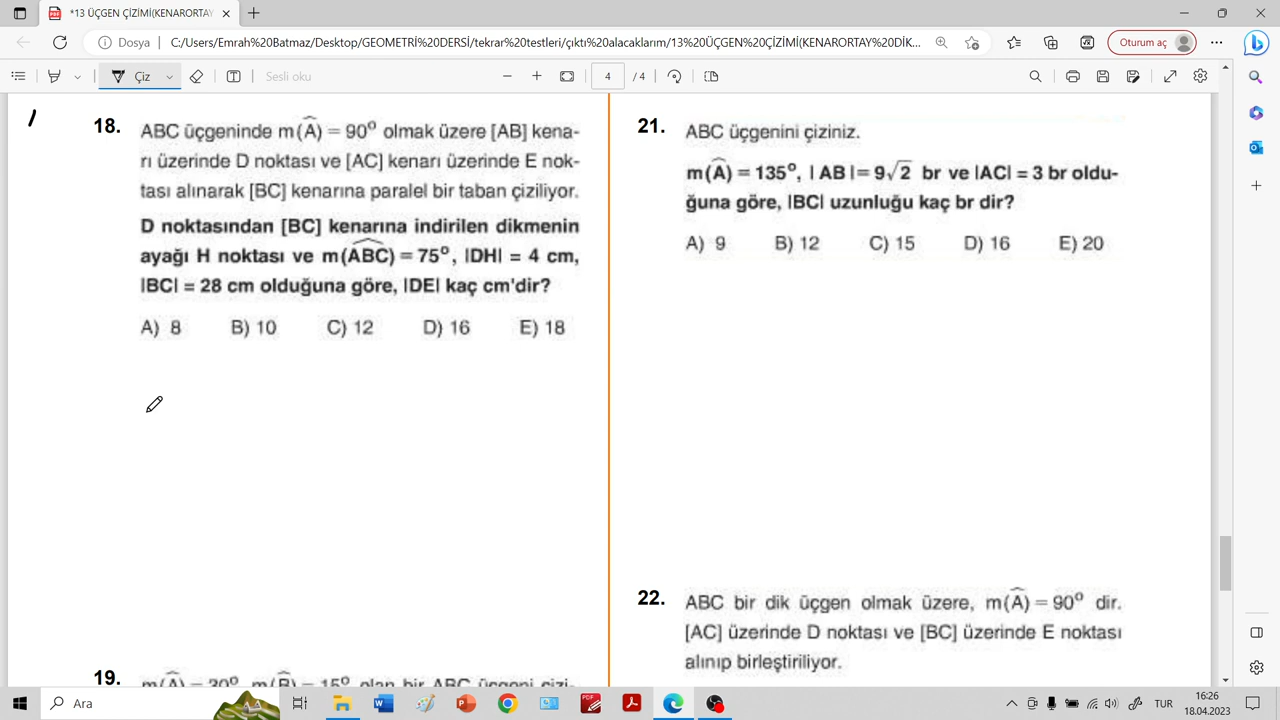 *13 ÜÇGEN ÇİZİMİ(KENARORTAY
Dosya
C:/Users/Emrah%20Batmaz/Desktop/GEOMETRİ%20DERSİ/tekrar%20testleri/çıktı%20alacaklarım/13%20ÜÇGEN%20ÇİZİMİ(KENARORTAY%20DİK...
Oturum aç
Çiz
Sesli oku
4
/ 4
18.
ABC üçgeninde m(A) = 90° olmak üzere [AB] kena-
rı üzerinde D noktası ve [AC] kenarı üzerinde E nok-
tası alınarak [BC] kenarına paralel bir taban çiziliyor.
D noktasından [BC] kenarına indirilen dikmenin
ayağı H noktası ve m(ABC) = 75°, |DH| = 4 cm,
|BC| = 28 cm olduğuna göre, |DE| kaç cm'dir?
A) 8 B) 10 C) 12 D) 16 E) 18
19.
m(A) = 30°, m(B) = 15° olan bir ABC üçgeni çizi-
21.
ABC üçgenini çiziniz.
m(A) = 135°, | AB |= 9√2 br ve |AC| = 3 br oldu-
ğuna göre, |BC| uzunluğu kaç br dir?
A) 9 B) 12 C) 15 D) 16 E) 20
22.
ABC bir dik üçgen olmak üzere, m(A) = 90° dir.
[AC] üzerinde D noktası ve [BC] üzerinde E noktası
alınıp birleştiriliyor.
Ara
TUR
16:26
18.04.2023